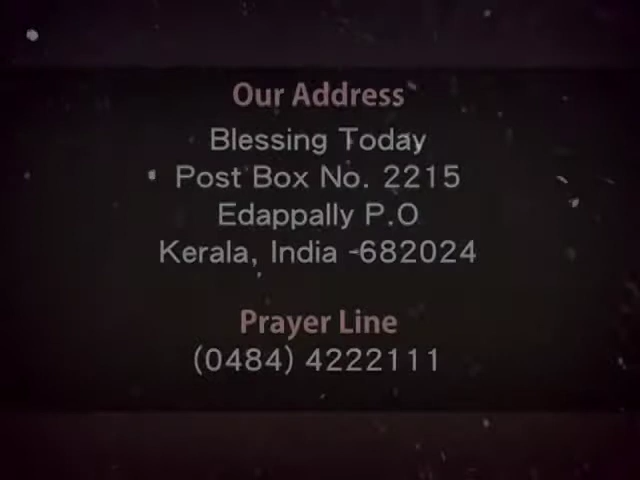 Our Address
Blessing Today
Post Box No. 2215
Edappally P.O
Kerala, India -682024
Prayer Line
(0484) 4222111